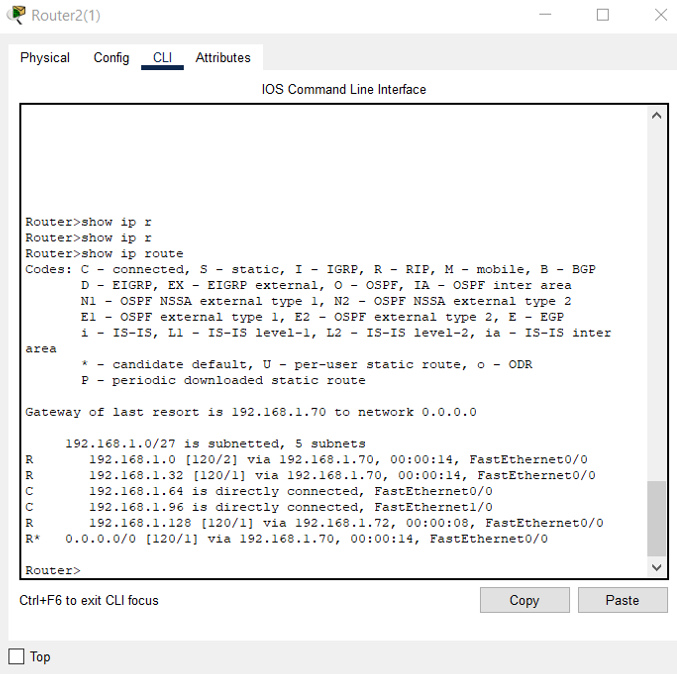 Router2(1)
Physical Config CLI Attributes
IOS Command Line Interface
Router>show ip r
Router>show ip r
Router>show ip route
Codes: C - connected, S - static, I - IGRP, R - RIP, M - mobile, B - BGP
D - EIGRP, EX - EIGRP external, O - OSPF, IA - OSPF inter area
N1 - OSPF NSSA external type 1, N2 - OSPF NSSA external type 2
E1 - OSPF external type 1, E2 - OSPF external type 2, E - EGP
i - IS-IS, L1 - IS-IS level-1, L2 - IS-IS level-2, ia - IS-IS inter
area
* - candidate default, U - per-user static route, o - ODR
P - periodic downloaded static route
Gateway of last resort is 192.168.1.70 to network 0.0.0.0
192.168.1.0/27 is subnetted, 5 subnets
R 192.168.1.0 [120/2] via 192.168.1.70, 00:00:14, FastEthernet0/0
R 192.168.1.32 [120/1] via 192.168.1.70, 00:00:14, FastEthernet0/0
C 192.168.1.64 is directly connected, FastEthernet0/0
C 192.168.1.96 is directly connected, FastEthernet1/0
R 192.168.1.128 [120/1] via 192.168.1.72, 00:00:08, FastEthernet0/0
R* 0.0.0.0/0 [120/1] via 192.168.1.70, 00:00:14, FastEthernet0/0
Router>
Ctrl+F6 to exit CLI focus
Copy Paste
Top